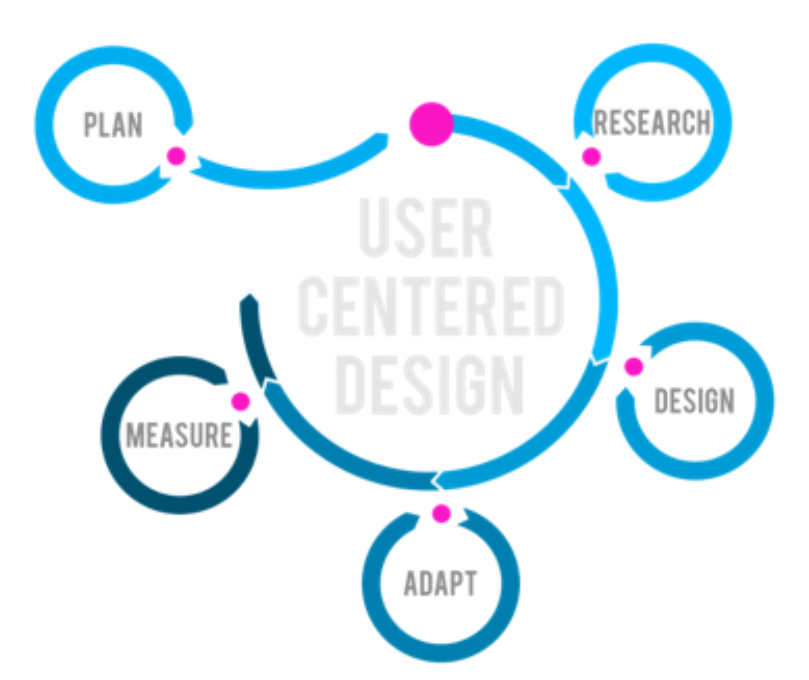 PLAN
RESEARCH
USER
CENTERED
DESIGN
DESIGN
MEASURE
ADAPT